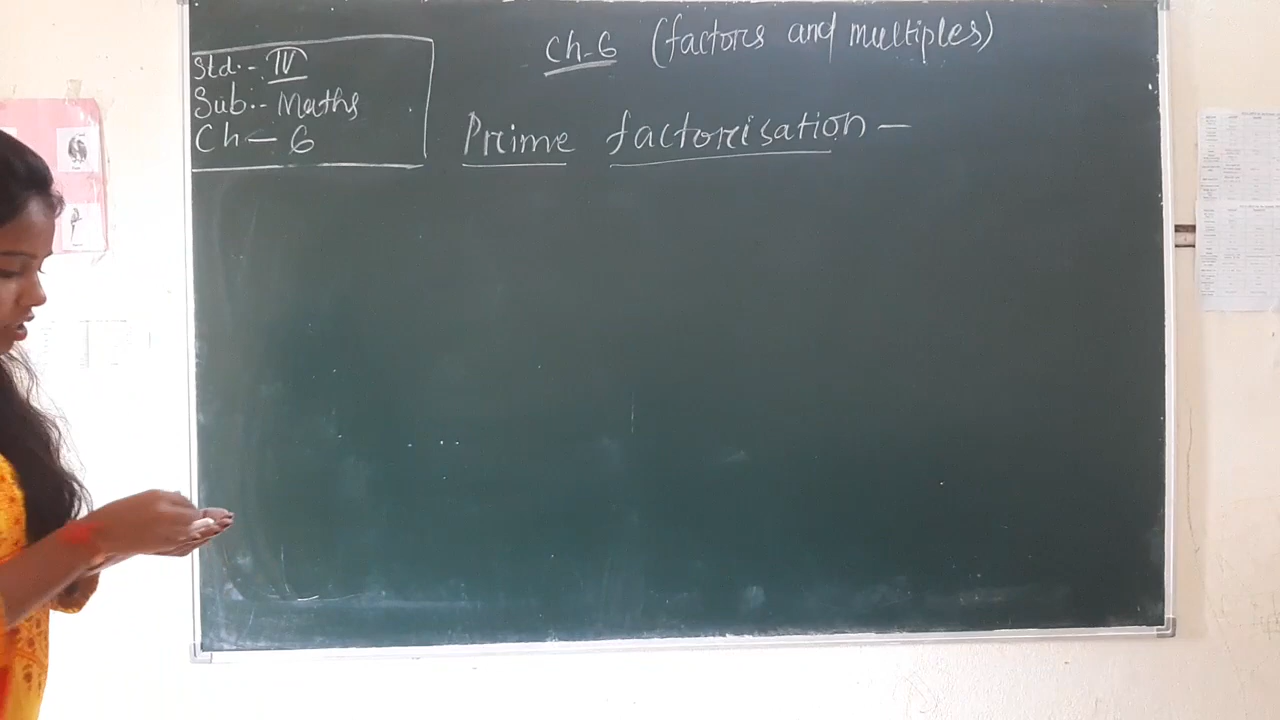 Std:- IV
Sub:- Maths
Ch- 6
Ch-6 (factors and multiples)
Prime factorisation -